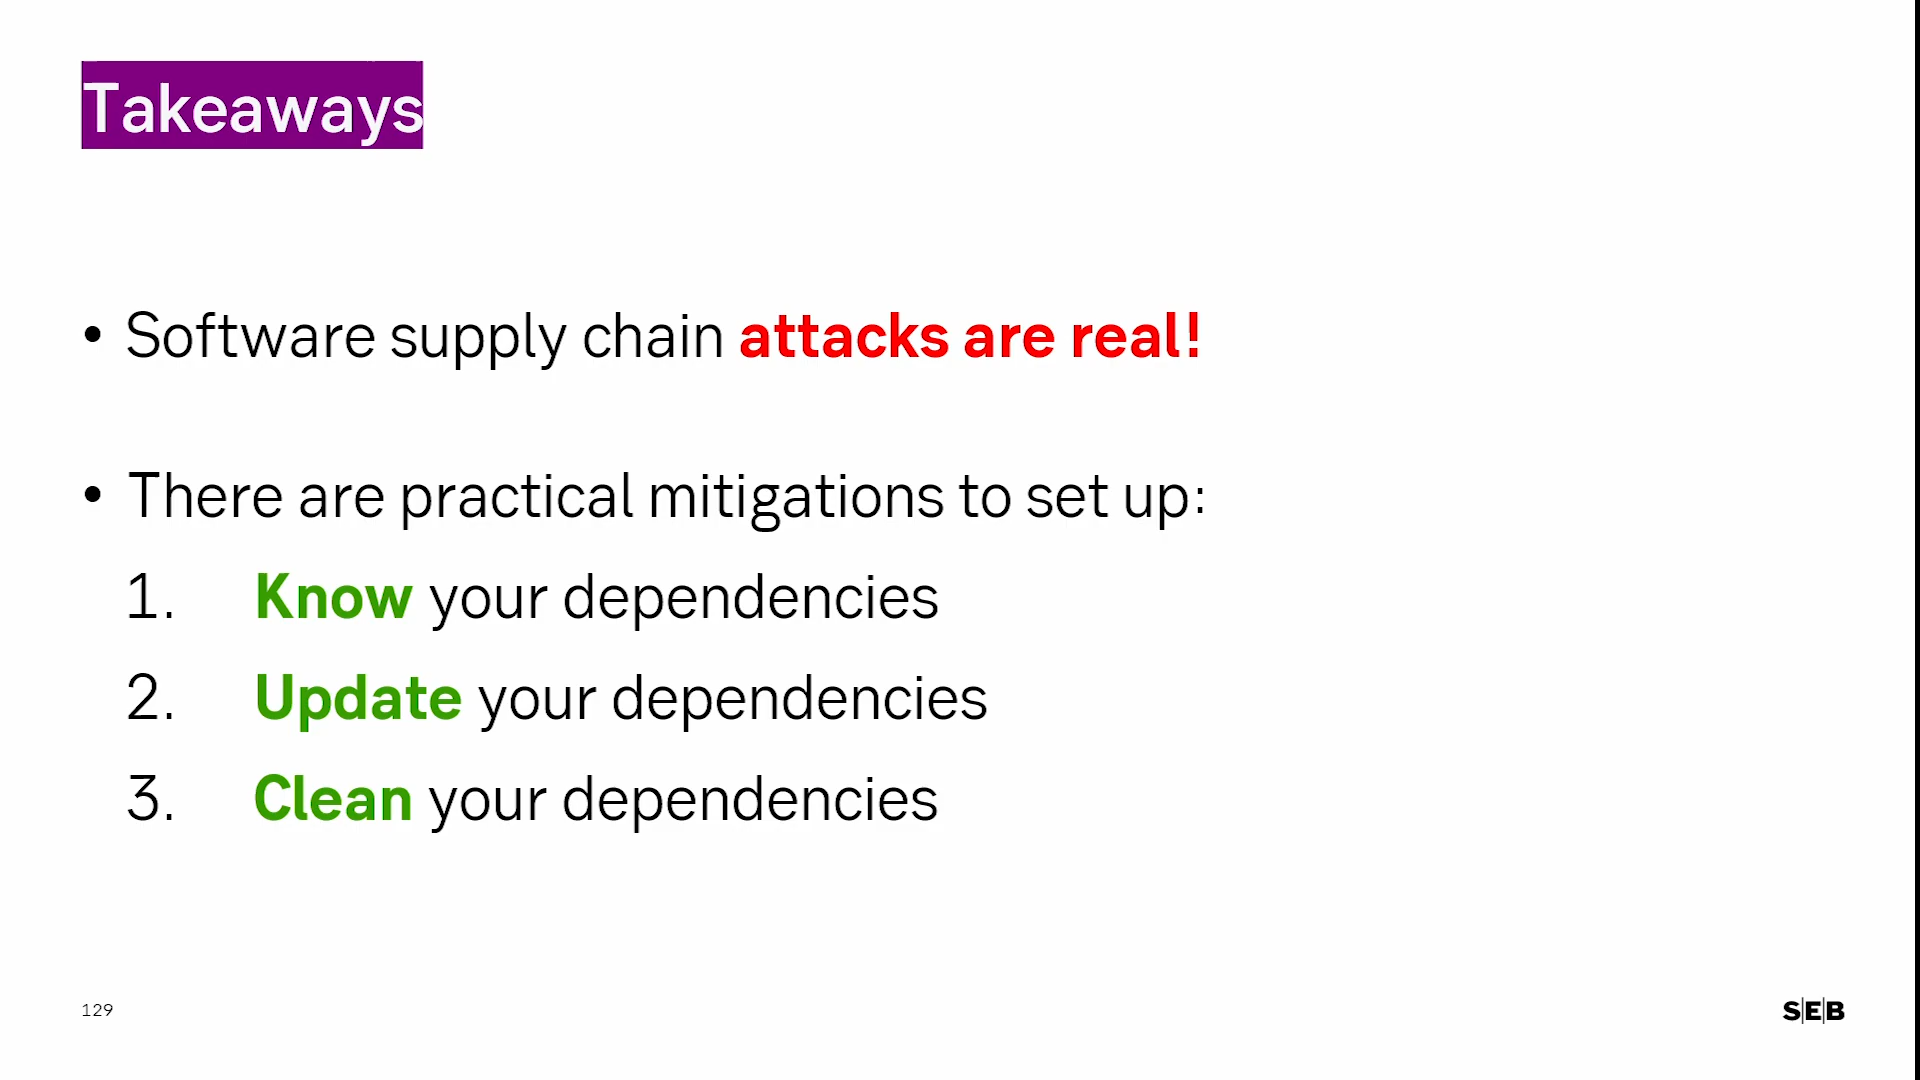 Takeaways
• Software supply chain attacks are real!
• There are practical mitigations to set up:
1. Know your dependencies
2. Update your dependencies
3. Clean your dependencies
129
S|E|B